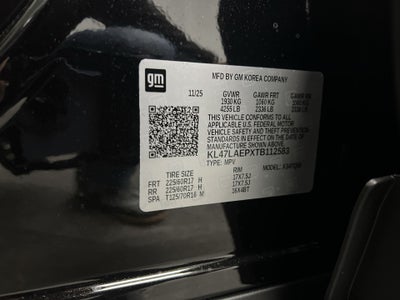 gm
MFD BY GM KOREA COMPANY
11/25 GVWR GAWR FRT GAWR RR
1930 KG 1060 KG
4255 LB 2336 LB LB
THIS VEHICLE CONFORMS TO ALL
APPLICABLE U.S. FEDERAL MOTOR
VEHICLE SAFETY AND THEFT PREVENTION
STANDARDS IN EFFECT ON THE DATE OF
MANUFACTURE SHOWN ABOVE.
KL47LAEPXTB112583
TYPE: MPV MODEL:
TIRE SIZE RIM
FRT 225/60R17 H 17X7.5J
RR 225/60R17 H 17X7.5J
SPA T125/70R16 M 16X4BT